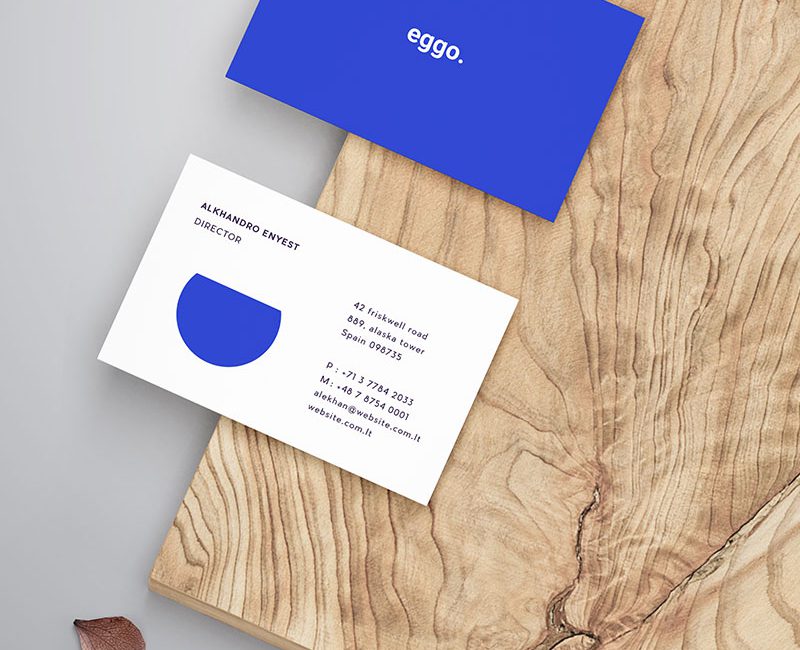 eggo.
ALKHANDRO ENYEST
DIRECTOR
42 friskwell road
889, alaska tower
Spain 098735
P : +71 3 7784 2033
M : +48 7 8754 0001
alekhan@website.com.lt
website.com.lt